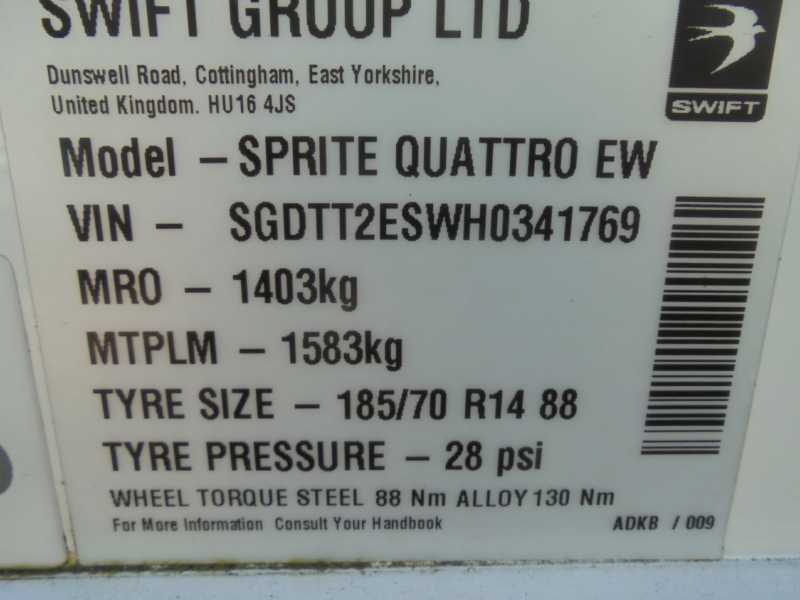 SWIFT GROUP LTD
Dunswell Road, Cottingham, East Yorkshire,
United Kingdom. HU16 4JS
SWIFT
Model – SPRITE QUATTRO EW
VIN – SGDTT2ESWH0341769
MRO – 1403kg
MTPLM – 1583kg
TYRE SIZE – 185/70 R14 88
TYRE PRESSURE – 28 psi
WHEEL TORQUE STEEL 88 Nm ALLOY 130 Nm
For More Information Consult Your Handbook
ADKB / 009